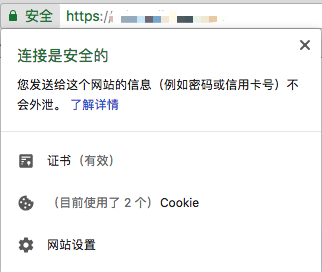 安全 https://
连接是安全的
您发送给这个网站的信息（例如密码或信用卡号）不
会外泄。 了解详情
证书（有效）
（目前使用了 2 个）Cookie
网站设置